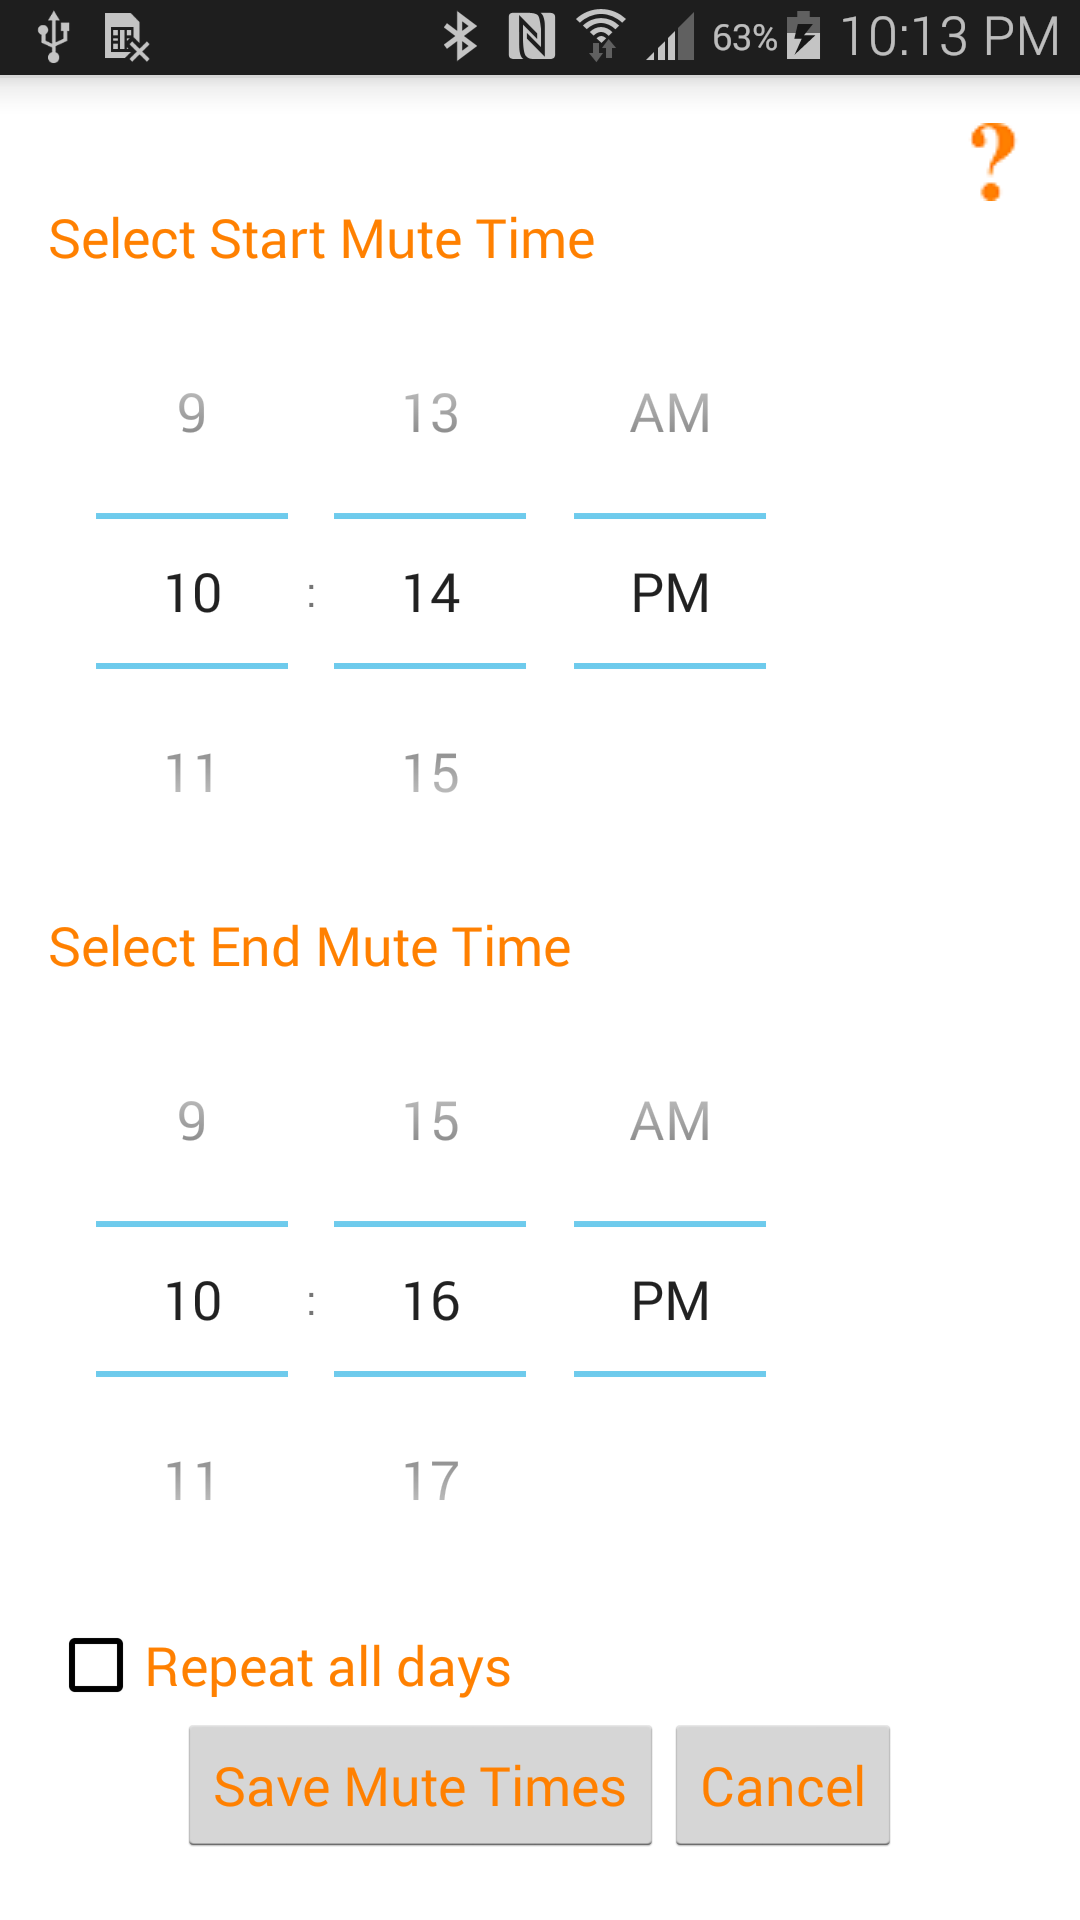 63% 10:13 PM
?
Select Start Mute Time
9 13 AM
10 : 14 PM
11 15
Select End Mute Time
9 15 AM
10 : 16 PM
11 17
Repeat all days
Save Mute Times Cancel